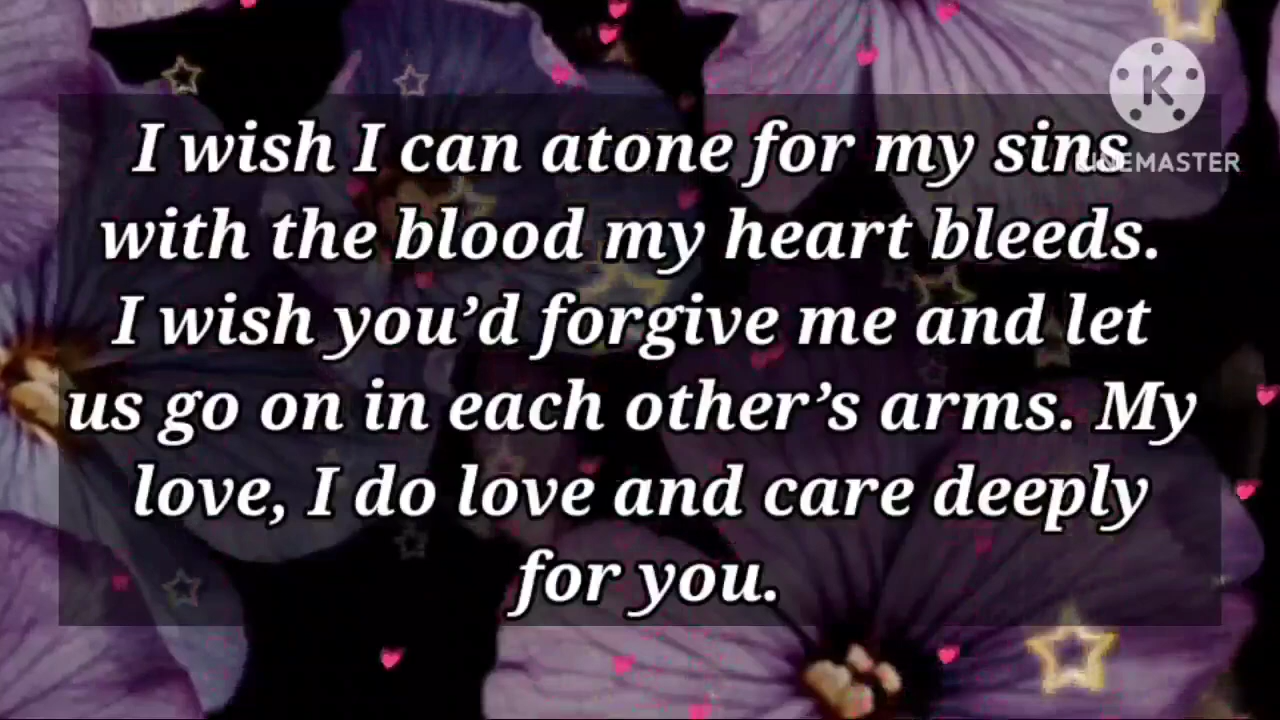 K
KINEMASTER
I wish I can atone for my sins
with the blood my heart bleeds.
I wish you’d forgive me and let
us go on in each other’s arms. My
love, I do love and care deeply
for you.